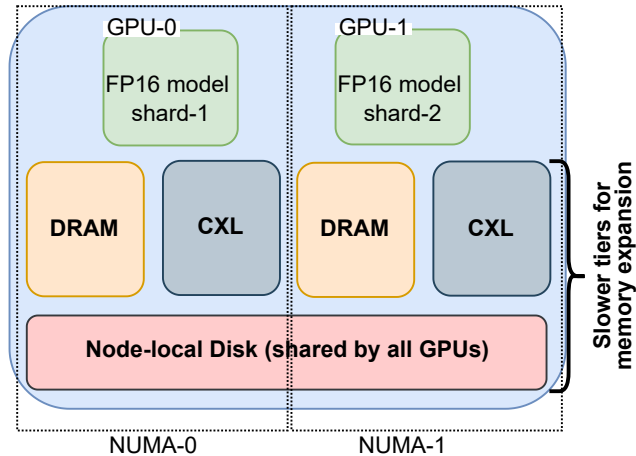 GPU-0
GPU-1
FP16 model
shard-1
FP16 model
shard-2
DRAM
CXL
DRAM
CXL
Slower tiers for
memory expansion
Node-local Disk (shared by all GPUs)
NUMA-0
NUMA-1